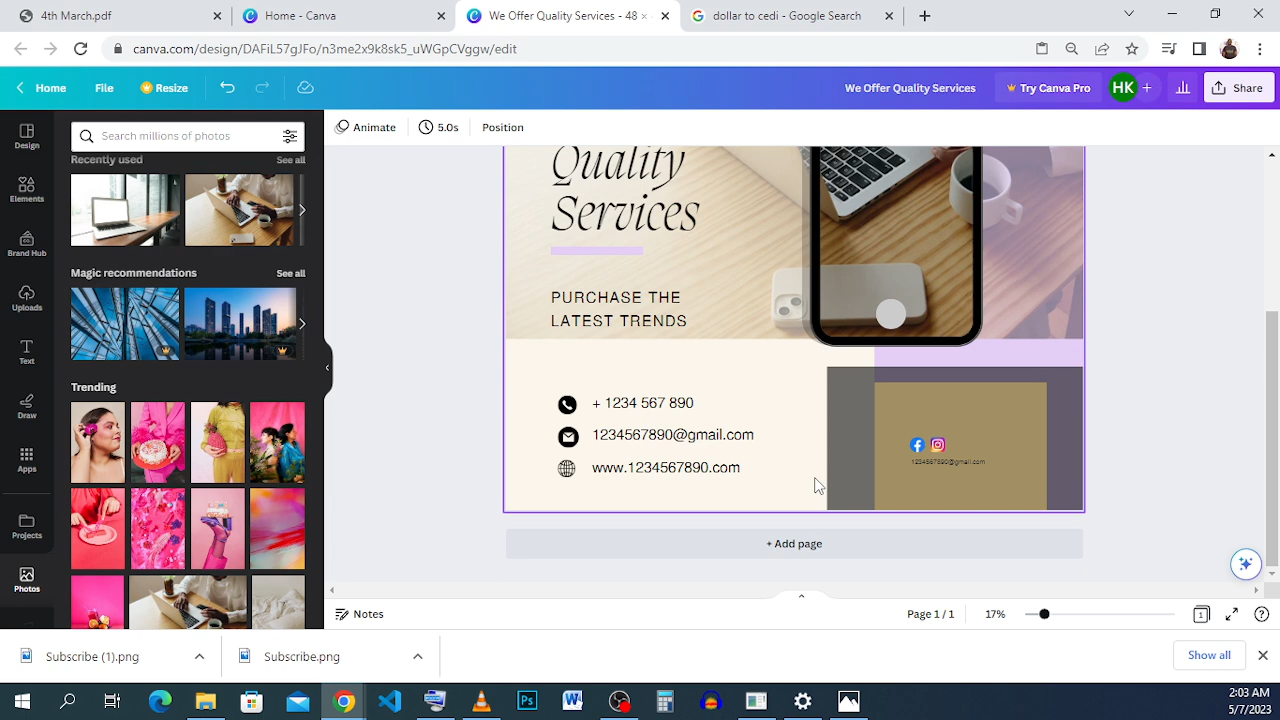 4th March.pdf
Home - Canva
We Offer Quality Services - 48 ×
dollar to cedi - Google Search
canva.com/design/DAFiL57gJFo/n3me2x9k8sk5_uWGpCVggw/edit
Home
File
Resize
We Offer Quality Services
Try Canva Pro
HK
Share
Design
Elements
Brand Hub
Uploads
Text
Draw
Apps
Projects
Photos
Search millions of photos
Recently used
See all
Magic recommendations
See all
Trending
Animate
5.0s
Position
Quality
Services
PURCHASE THE
LATEST TRENDS
+ 1234 567 890
1234567890@gmail.com
www.1234567890.com
1234567890@gmail.com
+ Add page
Notes
Page 1 / 1
17%
1
Subscribe (1).png
Subscribe.png
Show all
2:03 AM
5/7/2023